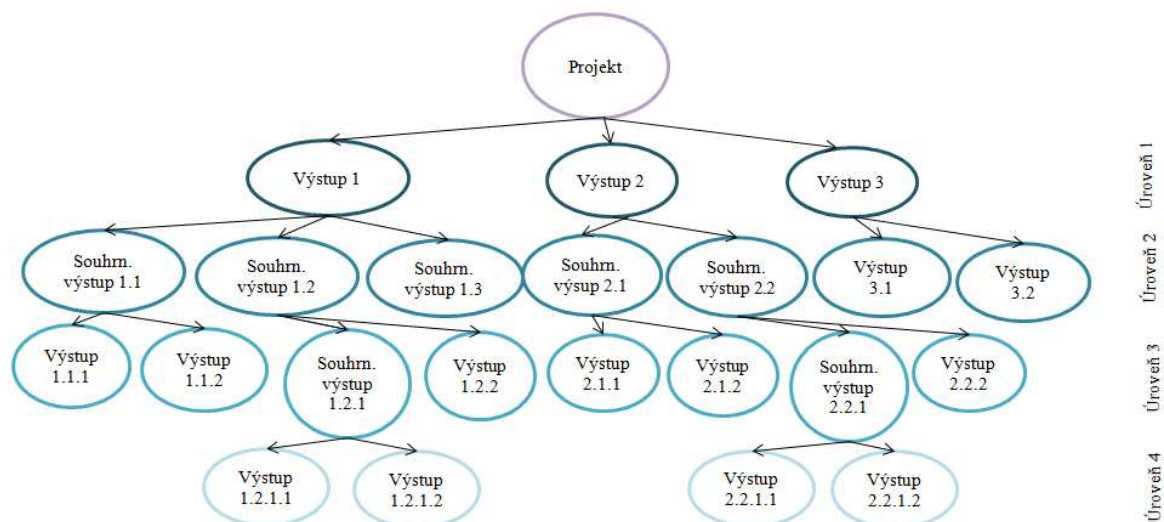 Projekt
Výstup 1
Výstup 2
Výstup 3
Úroveň 1
Souhrn.
výstup 1.1
Souhrn.
výstup 1.2
Souhrn.
výstup 1.3
Souhrn.
výsup 2.1
Souhrn.
výstup 2.2
Výstup
3.1
Výstup
3.2
Úroveň 2
Výstup
1.1.1
Výstup
1.1.2
Souhrn.
výstup
1.2.1
Výstup
1.2.2
Výstup
2.1.1
Výstup
2.1.2
Souhrn.
výstup
2.2.1
Výstup
2.2.2
Úroveň 3
Výstup
1.2.1.1
Výstup
1.2.1.2
Výstup
2.2.1.1
Výstup
2.2.1.2
Úroveň 4